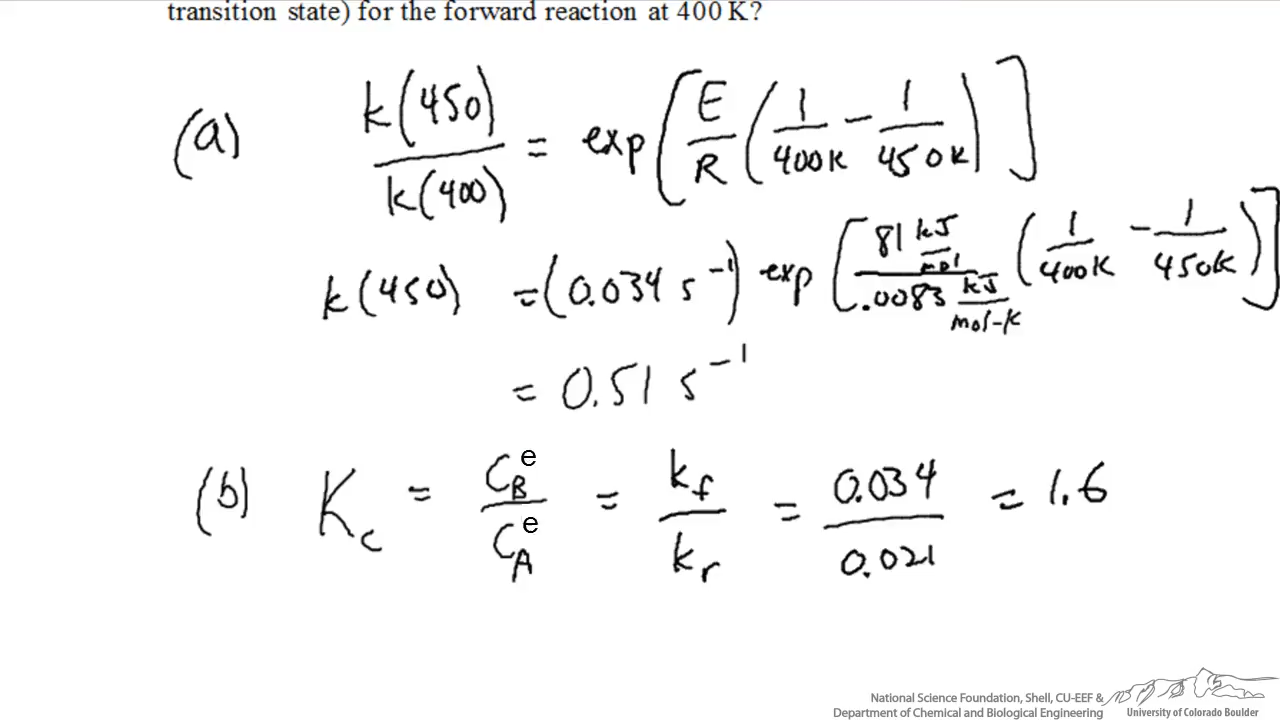 transition state) for the forward reaction at 400 K?
(a) k(450)/k(400) = exp[E/R (1/400K − 1/450K)]
k(450) = (0.034 s⁻¹) exp[81 kJ/mol / .0083 kJ/mol-K (1/400K − 1/450K)]
= 0.51 s⁻¹
(b) K_c = C_B^e/C_A^e = k_f/k_r = 0.034/0.021 = 1.6
National Science Foundation, Shell, CU-EEF &
Department of Chemical and Biological Engineering
University of Colorado Boulder